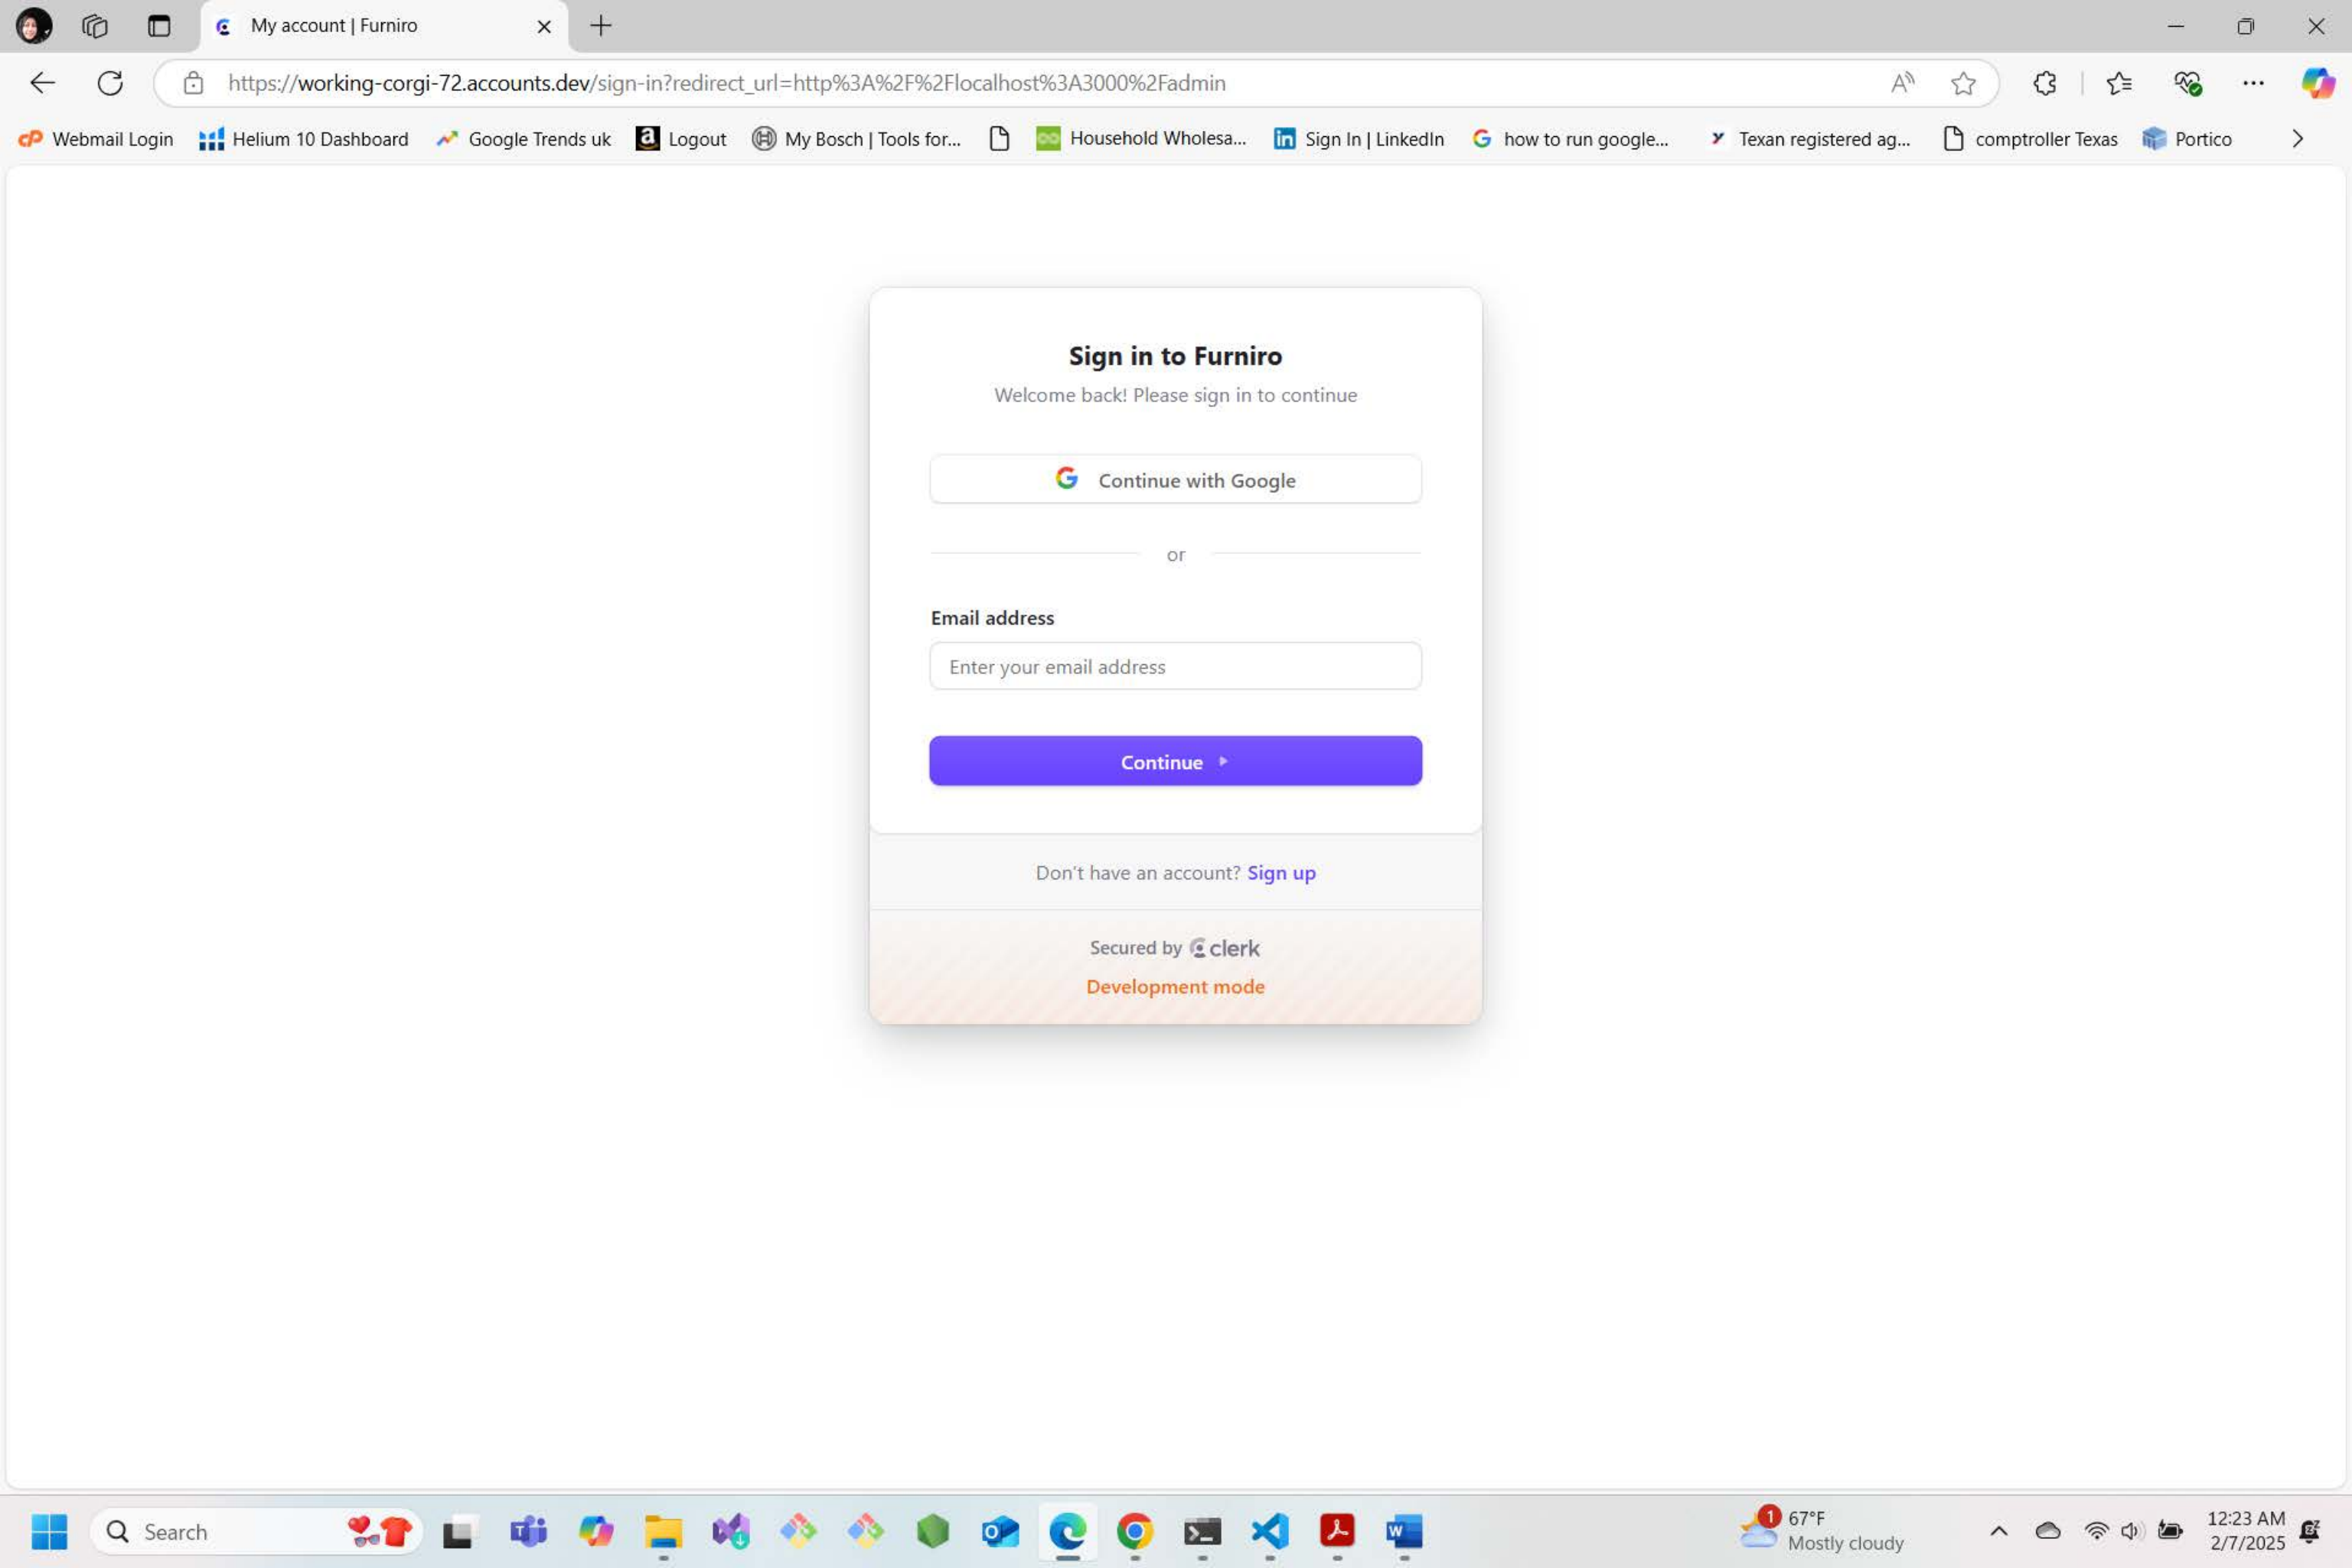 My account | Furniro
https://working-corgi-72.accounts.dev/sign-in?redirect_url=http%3A%2F%2Flocalhost%3A3000%2Fadmin
Webmail Login Helium 10 Dashboard Google Trends uk Logout My Bosch | Tools for... Household Wholesa... Sign In | LinkedIn how to run google... Texan registered ag... comptroller Texas Portico
Sign in to Furniro
Welcome back! Please sign in to continue
Continue with Google
or
Email address
Enter your email address
Continue
Don't have an account? Sign up
Secured by clerk
Development mode
Search
1
67°F
Mostly cloudy
12:23 AM
2/7/2025